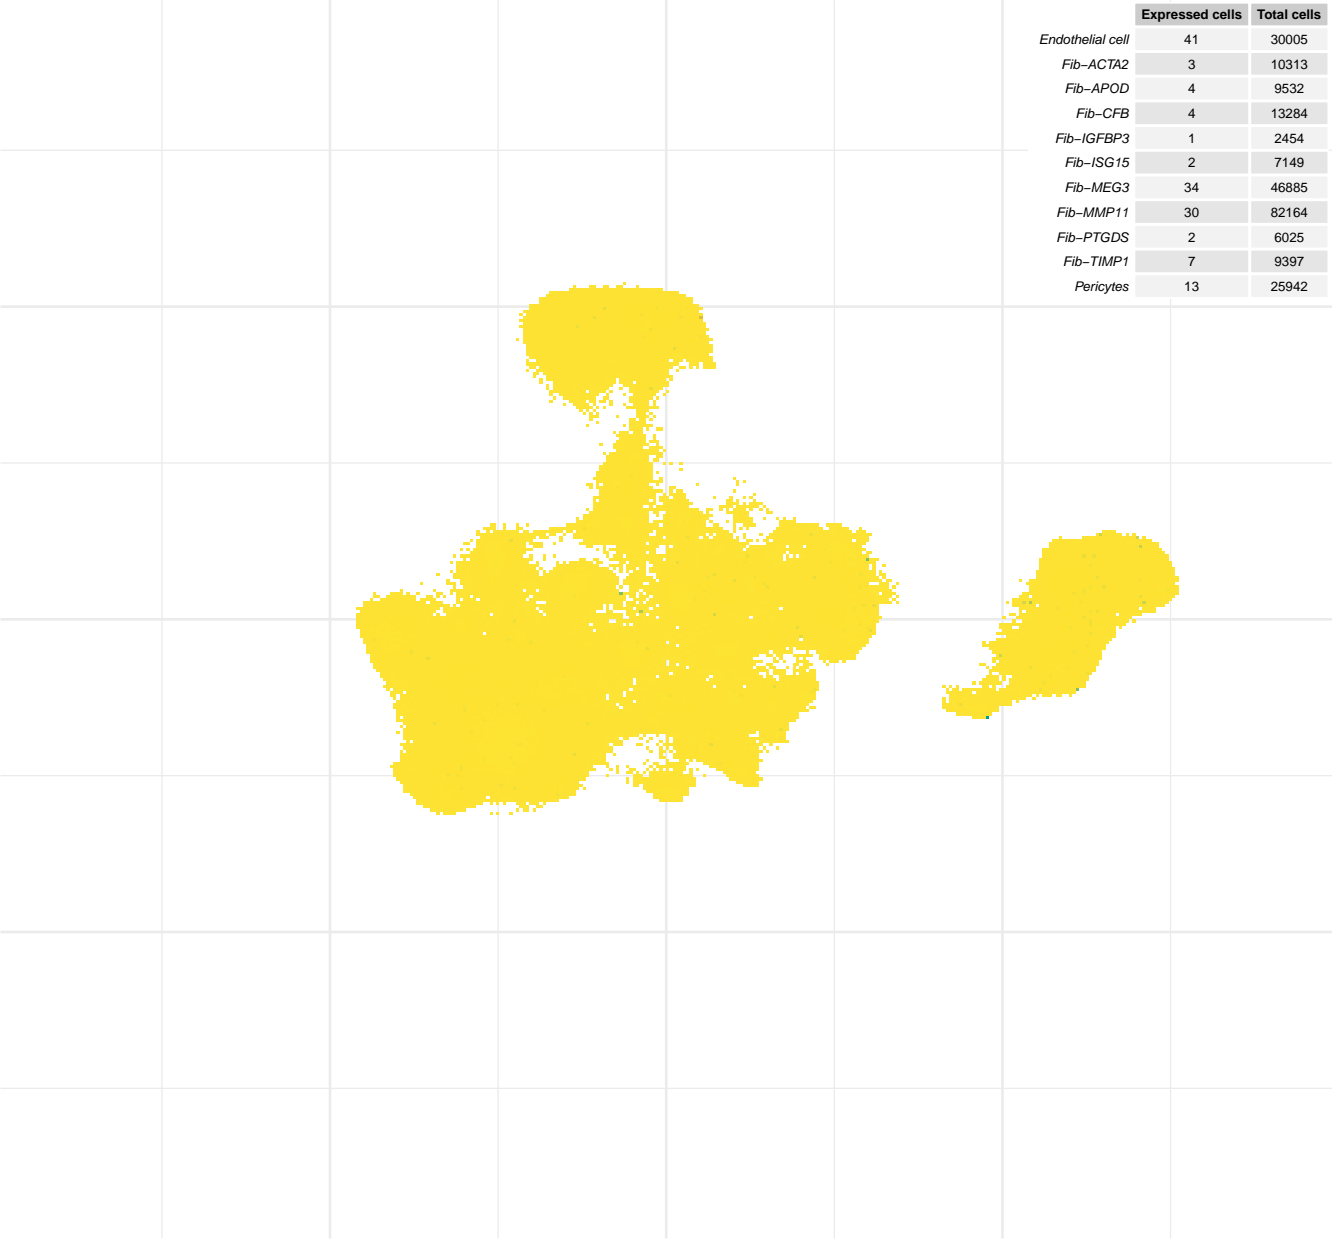 Expressed cells Total cells
Endothelial cell 41 30005
Fib−ACTA2 3 10313
Fib−APOD 4 9532
Fib−CFB 4 13284
Fib−IGFBP3 1 2454
Fib−ISG15 2 7149
Fib−MEG3 34 46885
Fib−MMP11 30 82164
Fib−PTGDS 2 6025
Fib−TIMP1 7 9397
Pericytes 13 25942